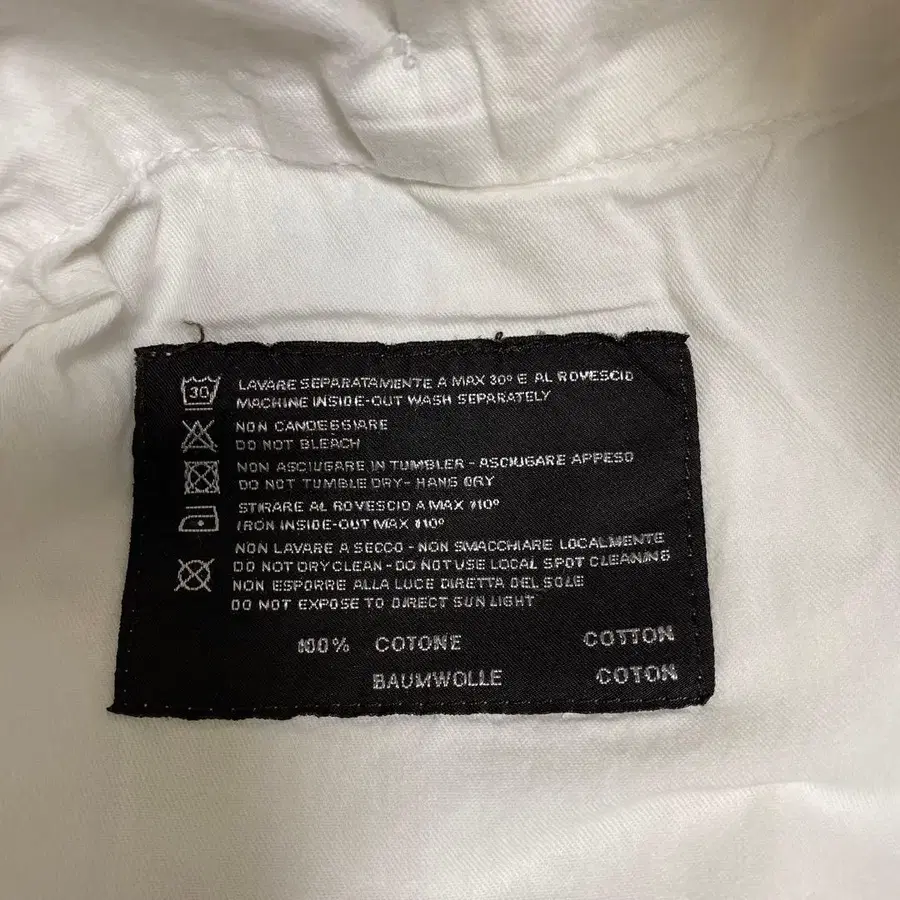 30
LAVARE SEPARATAMENTE A MAX 30° E AL ROVESCIO
MACHINE INSIDE-OUT WASH SEPARATELY
NON CANDEGGIARE
DO NOT BLEACH
NON ASCIUGARE IN TUMBLER - ASCIUGARE APPESO
DO NOT TUMBLE DRY - HANG DRY
STIRARE AL ROVESCIO A MAX 110°
IRON INSIDE-OUT MAX 110°
NON LAVARE A SECCO - NON SMACCHIARE LOCALMENTE
DO NOT DRY CLEAN - DO NOT USE LOCAL SPOT CLEANING
NON ESPORRE ALLA LUCE DIRETTA DEL SOLE
DO NOT EXPOSE TO DIRECT SUN LIGHT
100% COTONE COTTON
BAUMWOLLE COTON